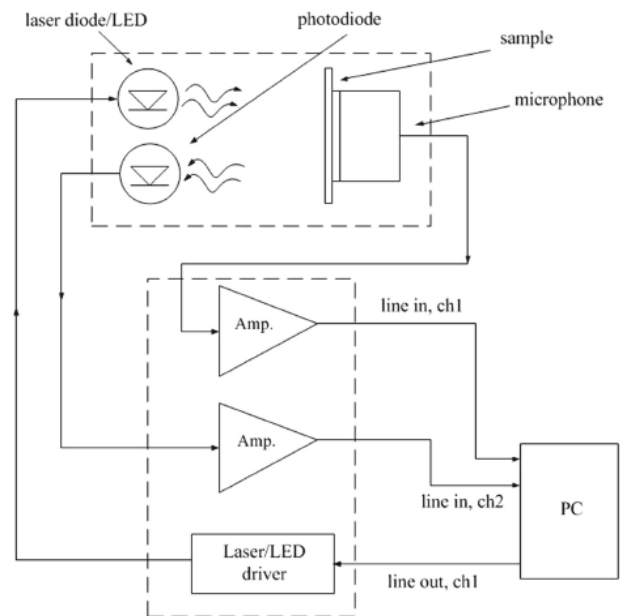 laser diode/LED
photodiode
sample
microphone
Amp.
line in, ch1
Amp.
line in, ch2
PC
Laser/LED
driver
line out, ch1